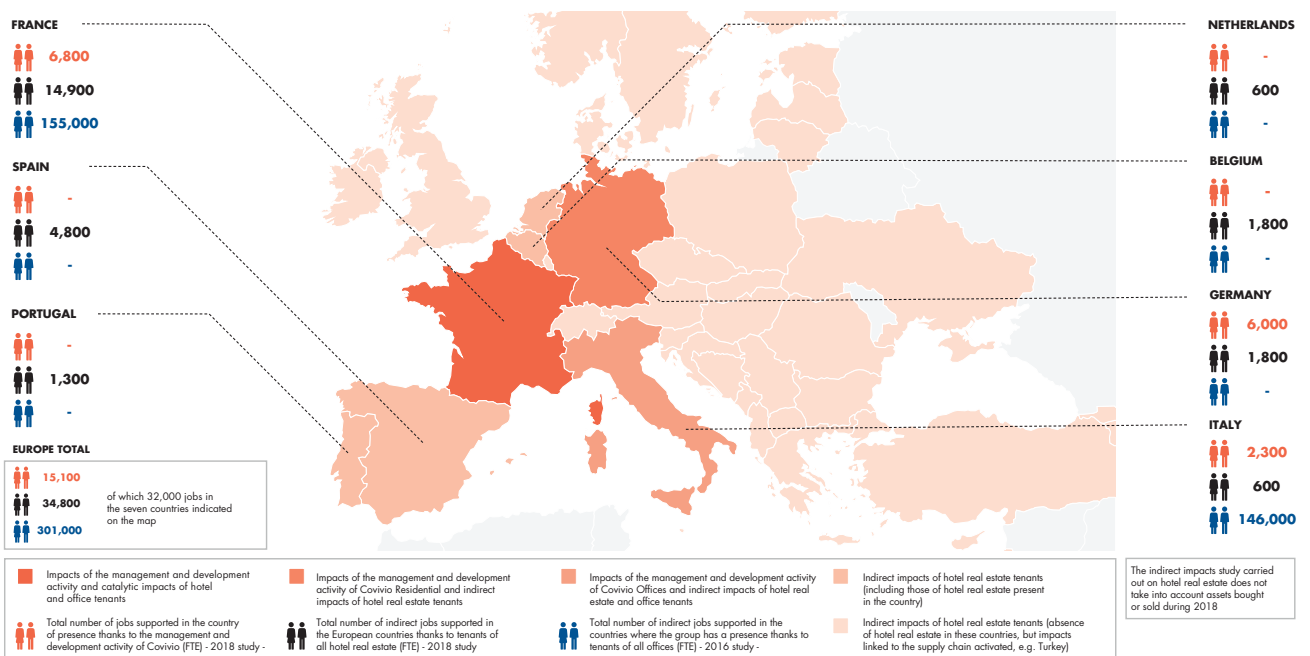 FRANCE
6,800
14,900
155,000
SPAIN
-
4,800
-
PORTUGAL
-
1,300
-
EUROPE TOTAL
15,100
34,800
301,000
of which 32,000 jobs in
the seven countries indicated
on the map
NETHERLANDS
-
600
-
BELGIUM
-
1,800
-
GERMANY
6,000
1,800
-
ITALY
2,300
600
146,000
Impacts of the management and development
activity and catalytic impacts of hotel
and office tenants
Total number of jobs supported in the country
of presence thanks to the management and
development activity of Covivio (FTE) - 2018 study -
Impacts of the management and development
activity of Covivio Residential and indirect
impacts of hotel real estate tenants
Total number of indirect jobs supported in
the European countries thanks to tenants of
all hotel real estate (FTE) - 2018 study
Impacts of the management and development activity
of Covivio Offices and indirect impacts of hotel real
estate and office tenants
Total number of indirect jobs supported in the
countries where the group has a presence thanks to
tenants of all offices (FTE) - 2016 study -
Indirect impacts of hotel real estate tenants
(including those of hotel real estate present
in the country)
Indirect impacts of hotel real estate tenants (absence
of hotel real estate in these countries, but impacts
linked to the supply chain activated, e.g. Turkey)
The indirect impacts study carried
out on hotel real estate does not
take into account assets bought
or sold during 2018